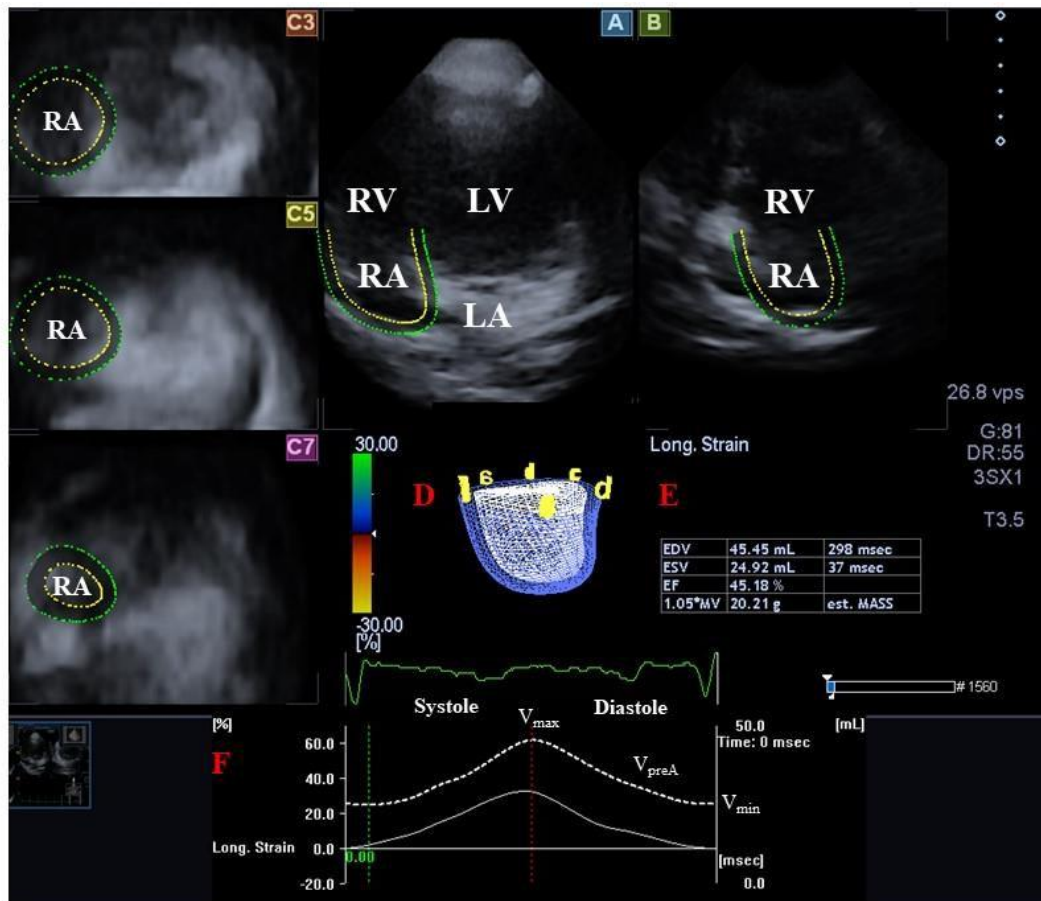 C3
A
B
RA
RV
LV
RA
LA
RV
RA
C5
RA
26.8 vps
G:81
DR:55
3SX1
T3.5
C7
RA
30.00
-30.00
[%]
D
a
d
Long. Strain
E
EDV 45.45 mL 298 msec
ESV 24.92 mL 37 msec
EF 45.18 %
1.05*MV 20.21 g est. MASS
# 1560
Systole
Diastole
[%]
Vmax
50.0
[mL]
Time: 0 msec
F
60.0
40.0
20.0
0.0
-20.0
VpreA
Vmin
Long. Strain
0.00
[msec]
0.0